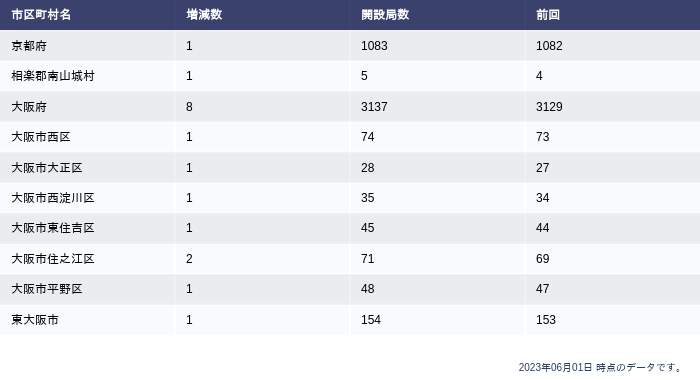 市区町村名 増減数 開設局数 前回
京都府 1 1083 1082
相楽郡南山城村 1 5 4
大阪府 8 3137 3129
大阪市西区 1 74 73
大阪市大正区 1 28 27
大阪市西淀川区 1 35 34
大阪市東住吉区 1 45 44
大阪市住之江区 2 71 69
大阪市平野区 1 48 47
東大阪市 1 154 153
2023年06月01日 時点のデータです。